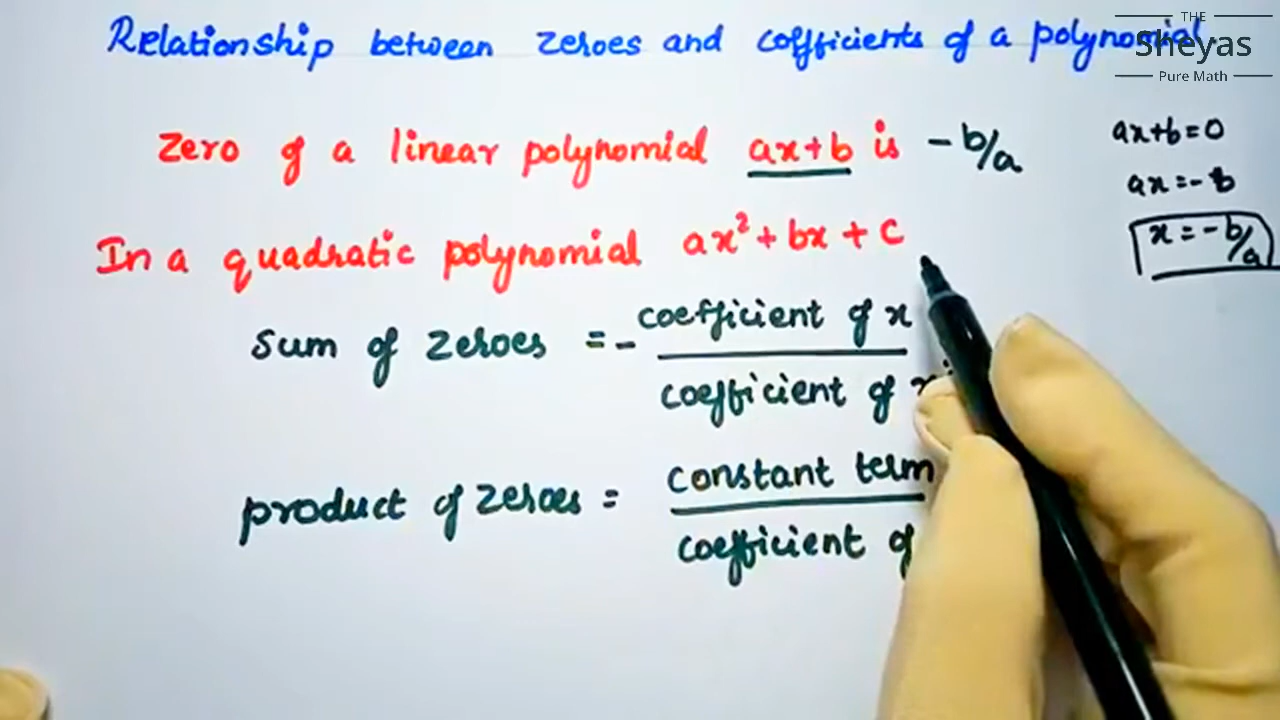 Relationship between zeroes and cofficients of a polynomial.
THE
Sheyas
Pure Math
zero of a linear polynomial ax+b is -b/a
ax+b=0
ax=-b
x=-b/a
In a quadratic polynomial ax²+bx+c
sum of zeroes = - coefficient of x
coefficient of
product of zeroes = constant term
coefficient of